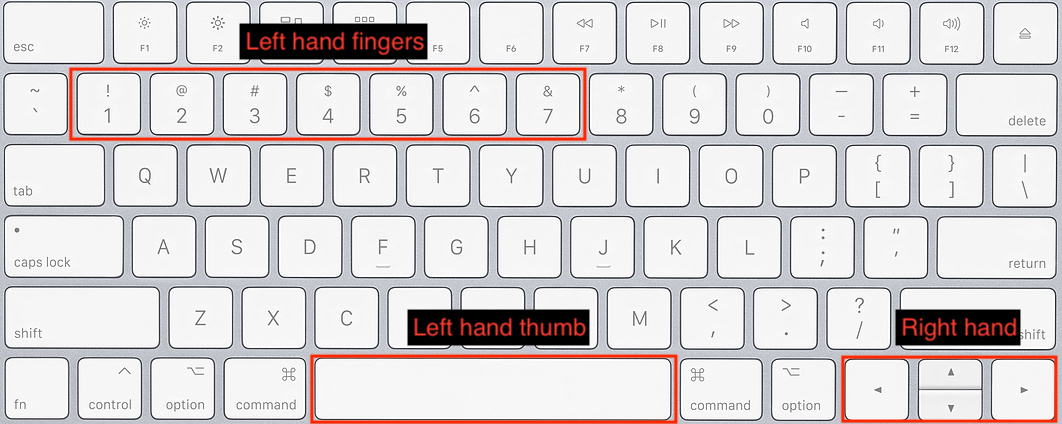 F1 F2 F5 F6 F7 F8 F9 F10 F11 F12
esc
Left hand fingers
~ ! @ # $ % ^ & * ( ) — +
` 1 2 3 4 5 6 7 8 9 0 - =
delete
tab Q W E R T Y U I O P { [ } ] | \
caps lock A S D F G H J K L : ; " ' return
shift Z X C M < , > . ? / shift
Left hand thumb
Right hand
fn control option command command option